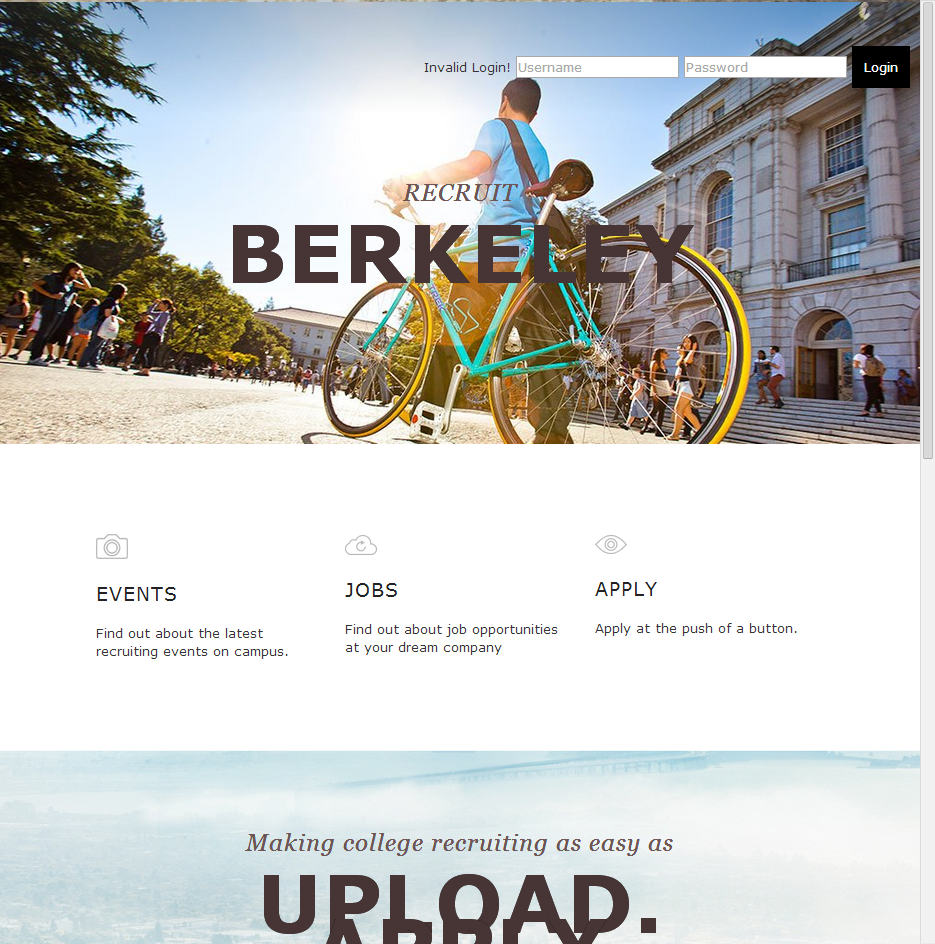 Invalid Login! Username Password Login
RECRUIT
BERKELEY
EVENTS
Find out about the latest
recruiting events on campus.
JOBS
Find out about job opportunities
at your dream company
APPLY
Apply at the push of a button.
Making college recruiting as easy as
UPLOAD.
APPLY